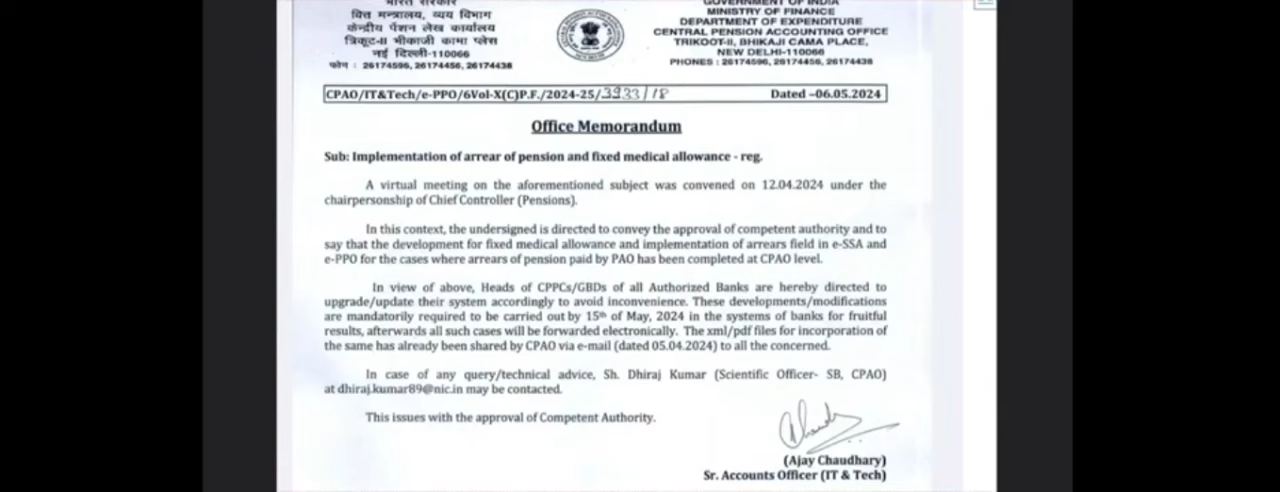 भारत सरकार
वित्त मन्त्रालय, व्यय विभाग
केन्द्रीय पेंशन लेख कार्यालय
त्रिकूट-II भीकाजी कामा प्लेस
नई दिल्ली-110066
फोन : 26174596, 26174456, 26174438
GOVERNMENT OF INDIA
MINISTRY OF FINANCE
DEPARTMENT OF EXPENDITURE
CENTRAL PENSION ACCOUNTING OFFICE
TRIKOOT-II, BHIKAJI CAMA PLACE,
NEW DELHI-110066
PHONES : 26174596, 26174456, 26174438
CPAO/IT&Tech/e-PPO/6Vol-X(C)P.F./2024-25/3933/18 Dated –06.05.2024
Office Memorandum
Sub: Implementation of arrear of pension and fixed medical allowance - reg.
A virtual meeting on the aforementioned subject was convened on 12.04.2024 under the
chairpersonship of Chief Controller (Pensions).
In this context, the undersigned is directed to convey the approval of competent authority and to
say that the development for fixed medical allowance and implementation of arrears field in e-SSA and
e-PPO for the cases where arrears of pension paid by PAO has been completed at CPAO level.
In view of above, Heads of CPPCs/GBDs of all Authorized Banks are hereby directed to
upgrade/update their system accordingly to avoid inconvenience. These developments/modifications
are mandatorily required to be carried out by 15th of May, 2024 in the systems of banks for fruitful
results, afterwards all such cases will be forwarded electronically. The xml/pdf files for incorporation of
the same has already been shared by CPAO via e-mail (dated 05.04.2024) to all the concerned.
In case of any query/technical advice, Sh. Dhiraj Kumar (Scientific Officer- SB, CPAO)
at dhiraj.kumar89@nic.in may be contacted.
This issues with the approval of Competent Authority.
(Ajay Chaudhary)
Sr. Accounts Officer (IT & Tech)